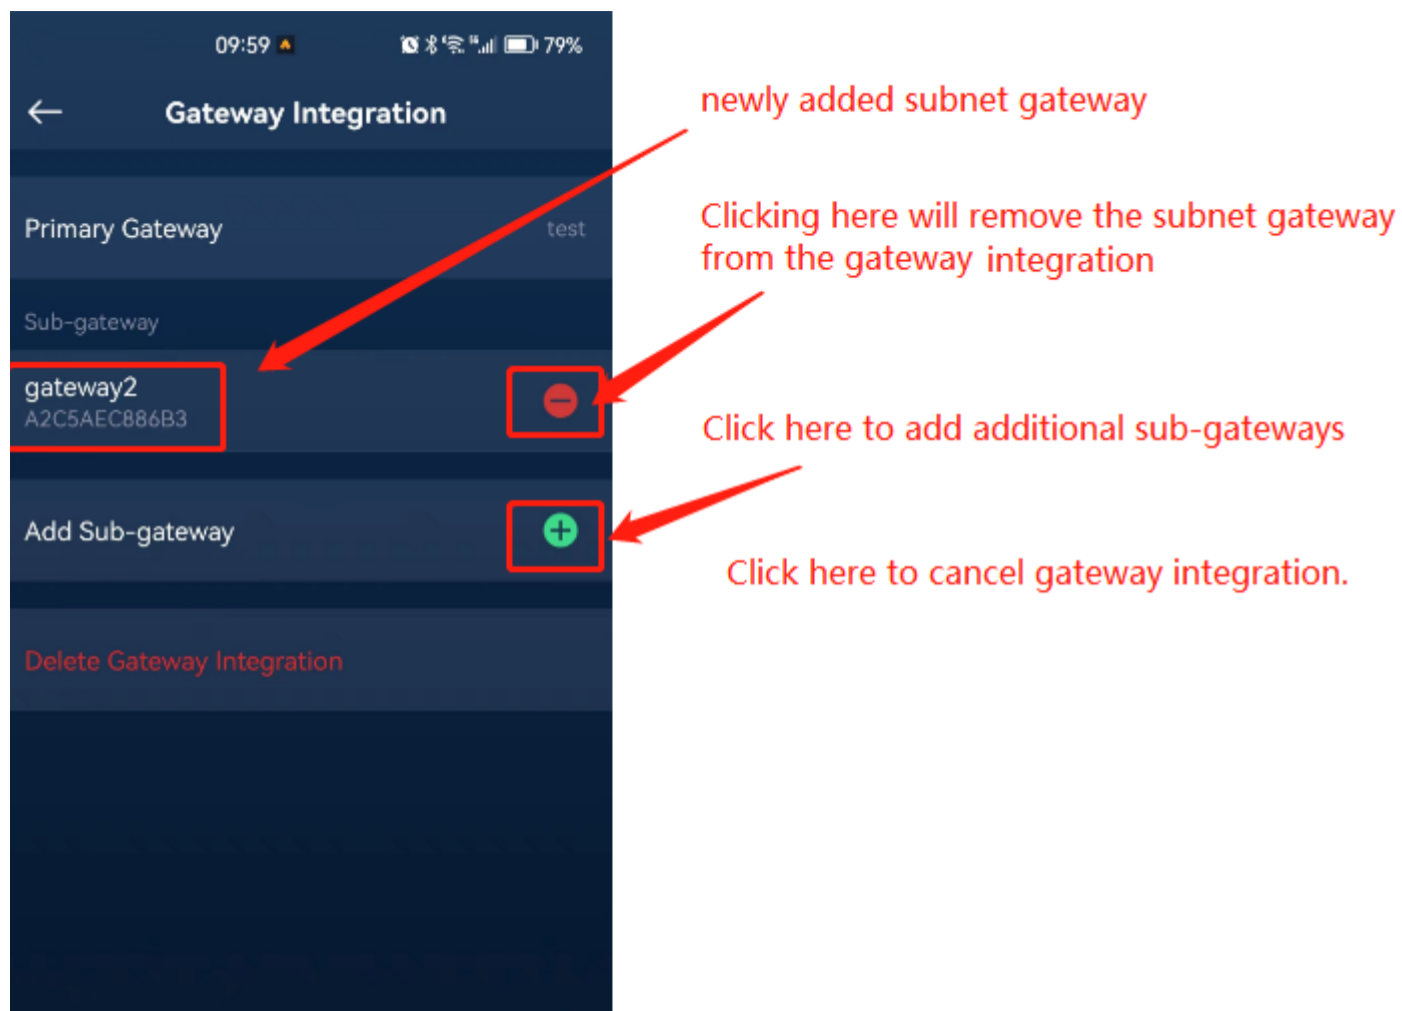 09:59
79%
Gateway Integration
newly added subnet gateway
Primary Gateway
test
Clicking here will remove the subnet gateway
from the gateway integration
Sub-gateway
gateway2
A2C5AEC886B3
Click here to add additional sub-gateways
Add Sub-gateway
Click here to cancel gateway integration.
Delete Gateway Integration